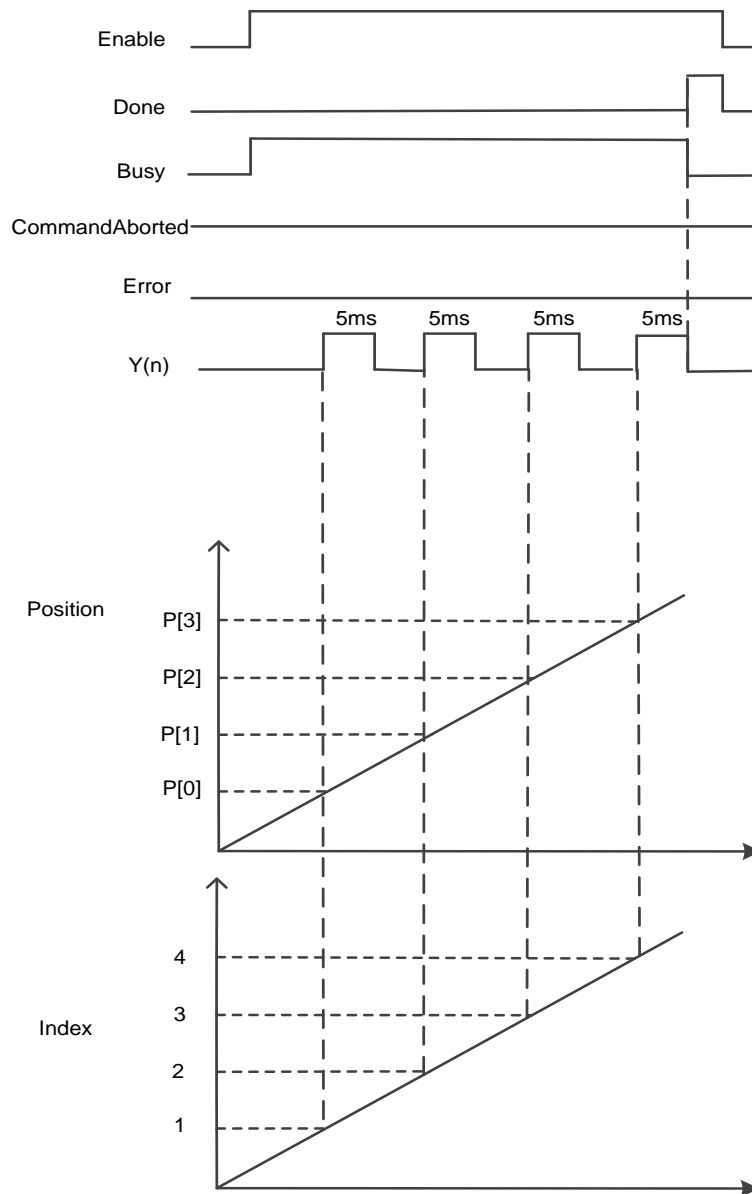 Enable
Done
Busy
CommandAborted
Error
5ms 5ms 5ms 5ms
Y(n)
Position
P[3]
P[2]
P[1]
P[0]
4
3
Index
2
1